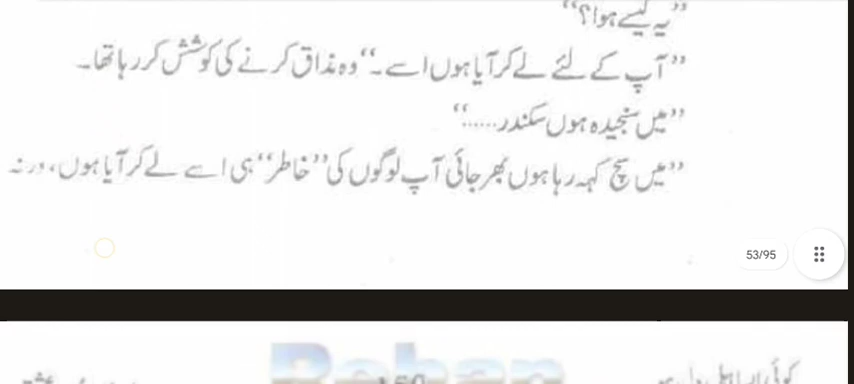 ”یہ کیسے ہوا؟“
”آپ کے لئے لے کر آیا ہوں اسے۔“ وہ مذاق کرنے کی کوشش کر رہا تھا۔
”میں سنجیدہ ہوں سکندر......“
”میں سچ کہہ رہا ہوں بھرجائی آپ لوگوں کی ”خاطر“ ہی اسے لے کر آیا ہوں، ورنہ
53/95